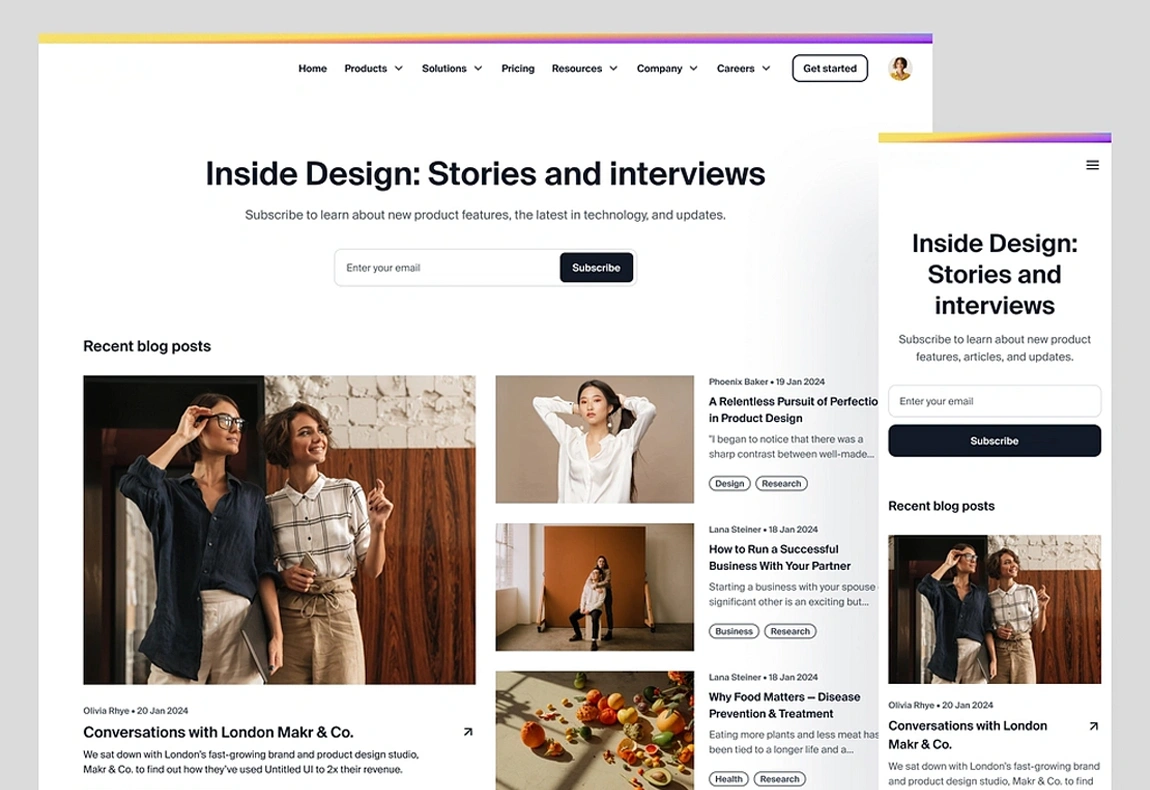 Home Products Solutions Pricing Resources Company Careers Get started
Inside Design: Stories and interviews
Subscribe to learn about new product features, the latest in technology, and updates.
Enter your email Subscribe
Recent blog posts
Olivia Rhye • 20 Jan 2024
Conversations with London Makr & Co.
We sat down with London's fast-growing brand and product design studio,
Makr & Co. to find out how they've used Untitled UI to 2x their revenue.
Phoenix Baker • 19 Jan 2024
A Relentless Pursuit of Perfectio
in Product Design
"I began to notice that there was a
sharp contrast between well-made...
Design Research
Lana Steiner • 18 Jan 2024
How to Run a Successful
Business With Your Partner
Starting a business with your spouse
significant other is an exciting but...
Business Research
Lana Steiner • 18 Jan 2024
Why Food Matters — Disease
Prevention & Treatment
Eating more plants and less meat has
been tied to a longer life and a...
Health Research
Inside Design:
Stories and
interviews
Subscribe to learn about new product
features, articles, and updates.
Enter your email
Subscribe
Recent blog posts
Olivia Rhye • 20 Jan 2024
Conversations with London
Makr & Co.
We sat down with London's fast-growing brand
and product design studio, Makr & Co. to find